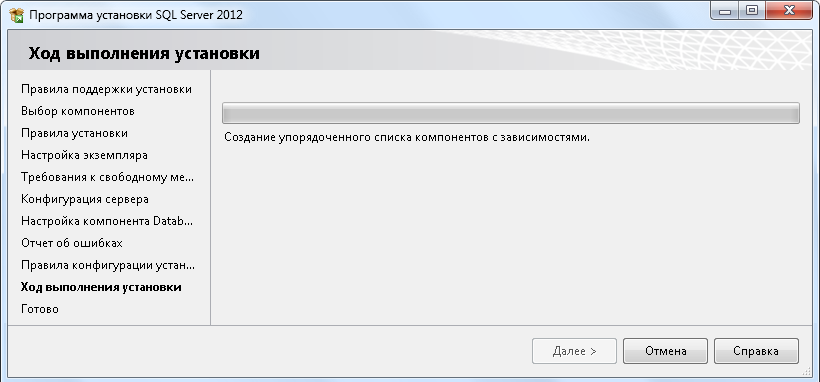 Программа установки SQL Server 2012
Ход выполнения установки
Правила поддержки установки
Выбор компонентов
Правила установки
Настройка экземпляра
Требования к свободному ме...
Конфигурация сервера
Настройка компонента Datab...
Отчет об ошибках
Правила конфигурации устан...
Ход выполнения установки
Готово
Создание упорядоченного списка компонентов с зависимостями.
Далее >
Отмена
Справка